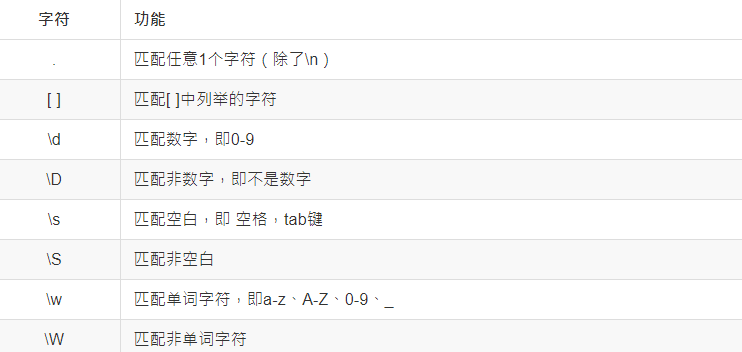 字符 功能
. 匹配任意1个字符（除了\n）
[ ] 匹配[ ]中列举的字符
\d 匹配数字，即0-9
\D 匹配非数字，即不是数字
\s 匹配空白，即 空格，tab键
\S 匹配非空白
\w 匹配单词字符，即a-z、A-Z、0-9、_
\W 匹配非单词字符